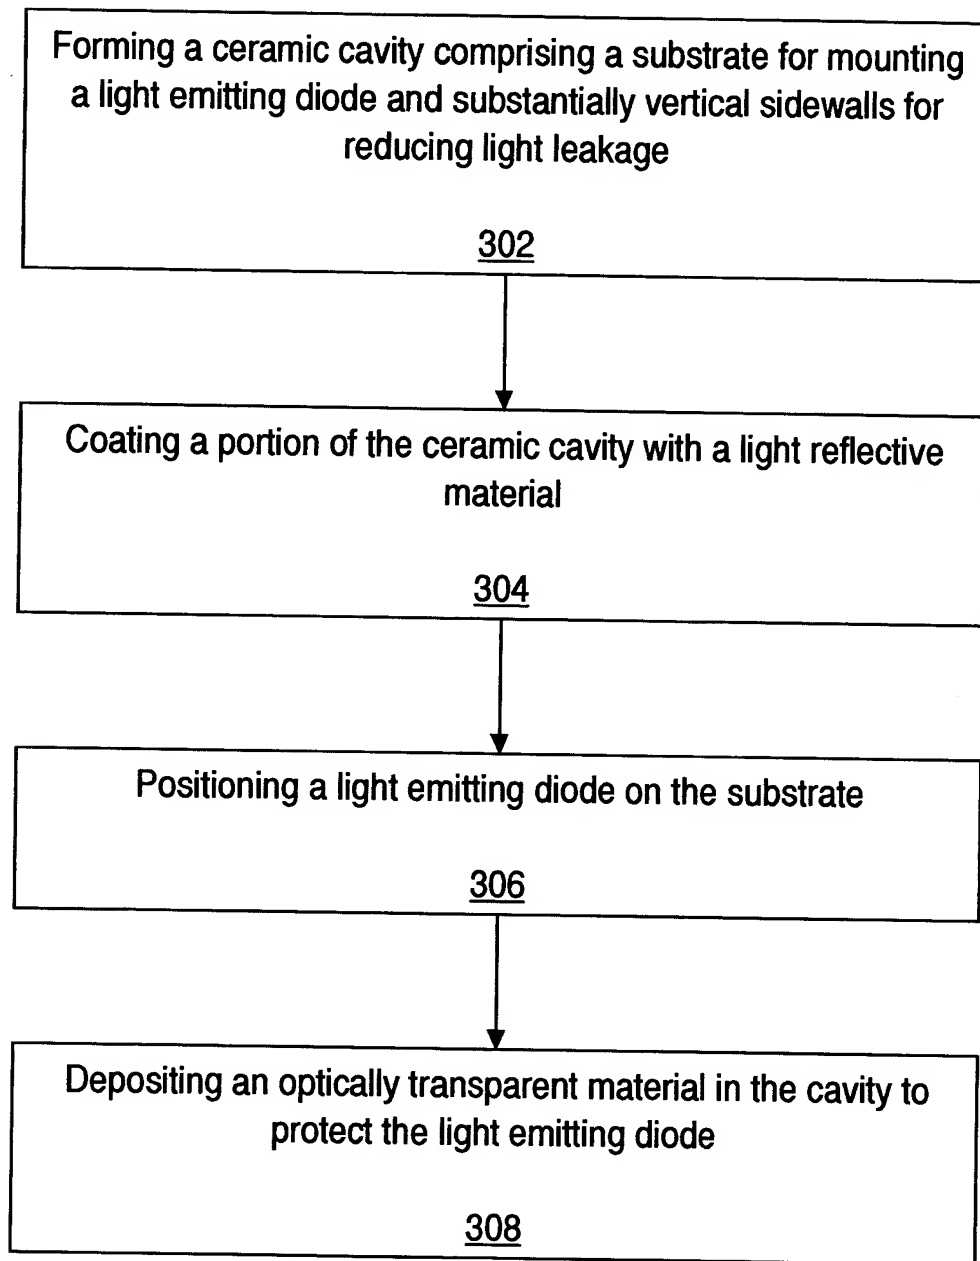 Forming a ceramic cavity comprising a substrate for mounting
a light emitting diode and substantially vertical sidewalls for
reducing light leakage
302
Coating a portion of the ceramic cavity with a light reflective
material
304
Positioning a light emitting diode on the substrate
306
Depositing an optically transparent material in the cavity to
protect the light emitting diode
308